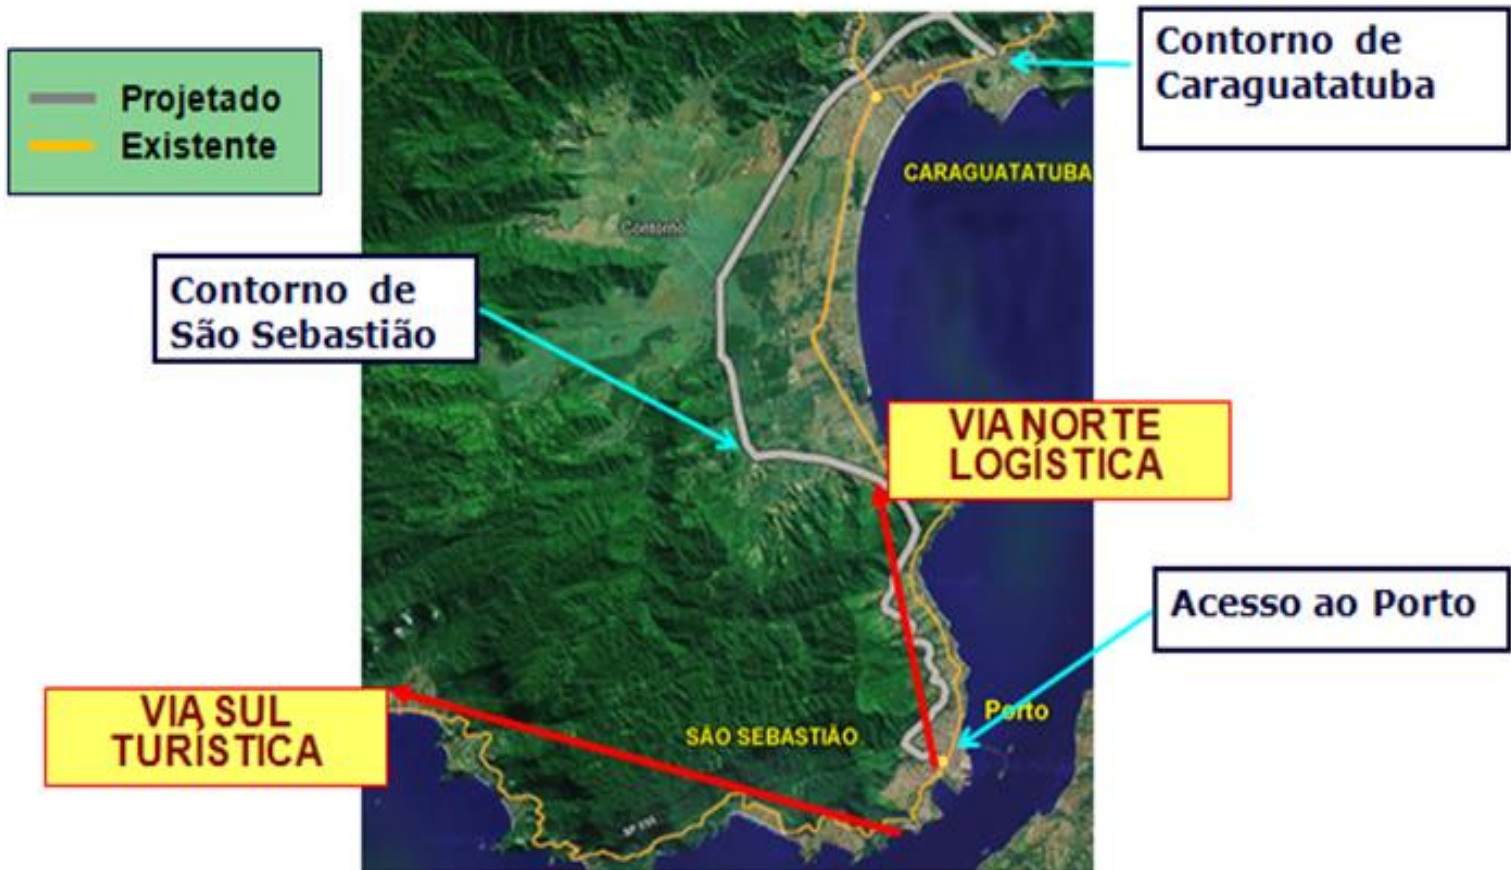 Projetado
Existente
Contorno de
Caraguatatuba
CARAGUATATUBA
Contorno
Contorno de
São Sebastião
VIA NORTE
LOGÍSTICA
Acesso ao Porto
VIA SUL
TURÍSTICA
SÃO SEBASTIÃO
Porto